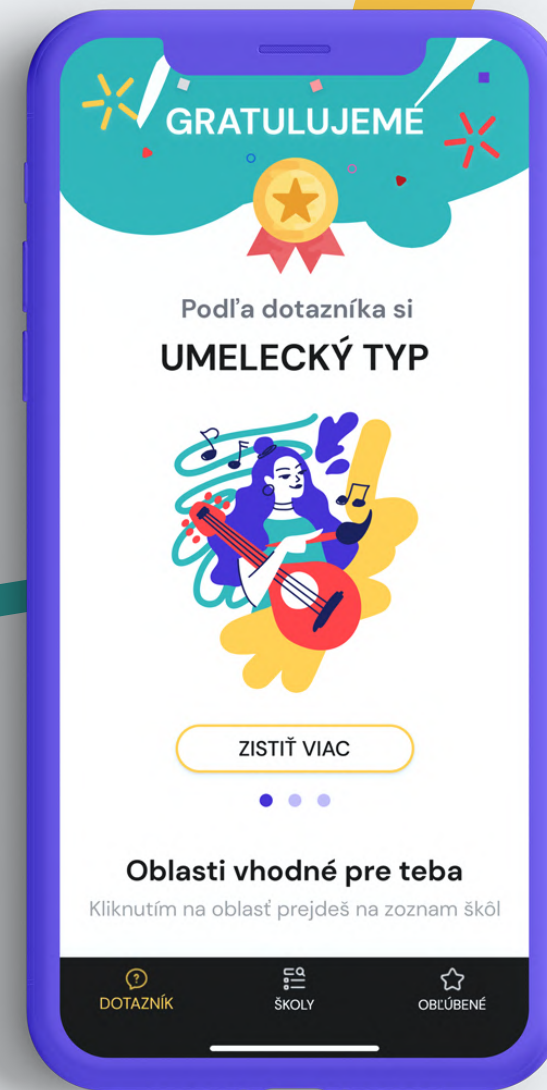 GRATULUJEME
Podľa dotazníka si
UMELECKÝ TYP
ZISTIŤ VIAC
Oblasti vhodné pre teba
Kliknutím na oblasť prejdeš na zoznam škôl
DOTAZNÍK
ŠKOLY
OBĽÚBENÉ